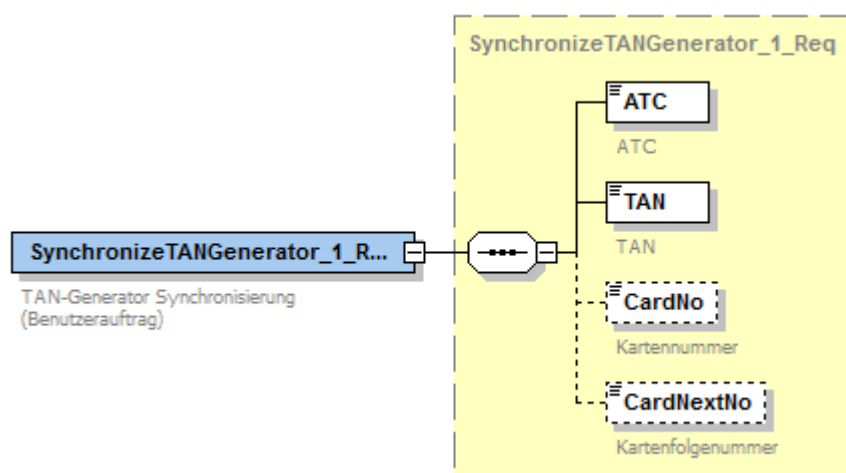 SynchronizeTANGenerator_1_Req
ATC
ATC
TAN
TAN
SynchronizeTANGenerator_1_R...
TAN-Generator Synchronisierung
(Benutzerauftrag)
CardNo
Kartennummer
CardNextNo
Kartenfolgenummer